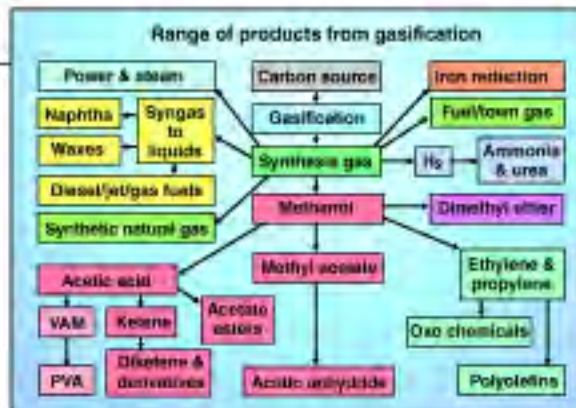 Range of products from gasification
Power & steam
Carbon source
Iron reduction
Naphtha
Syngas
to
liquids
Gasification
Fuel/town gas
Waxes
Synthesis gas
H₂
Ammonia
& urea
Diesel/jet/gas fuels
Methanol
Dimethyl ether
Synthetic natural gas
Acetic acid
Methyl acetate
Ethylene &
propylene
VAM
Ketene
Acetate
esters
Oxo chemicals
PVA
Diketene &
derivatives
Acetic anhydride
Polyolefins